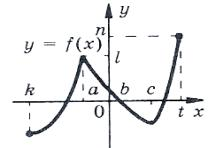 n y
y = f(x)
l
k a 0 b c t x